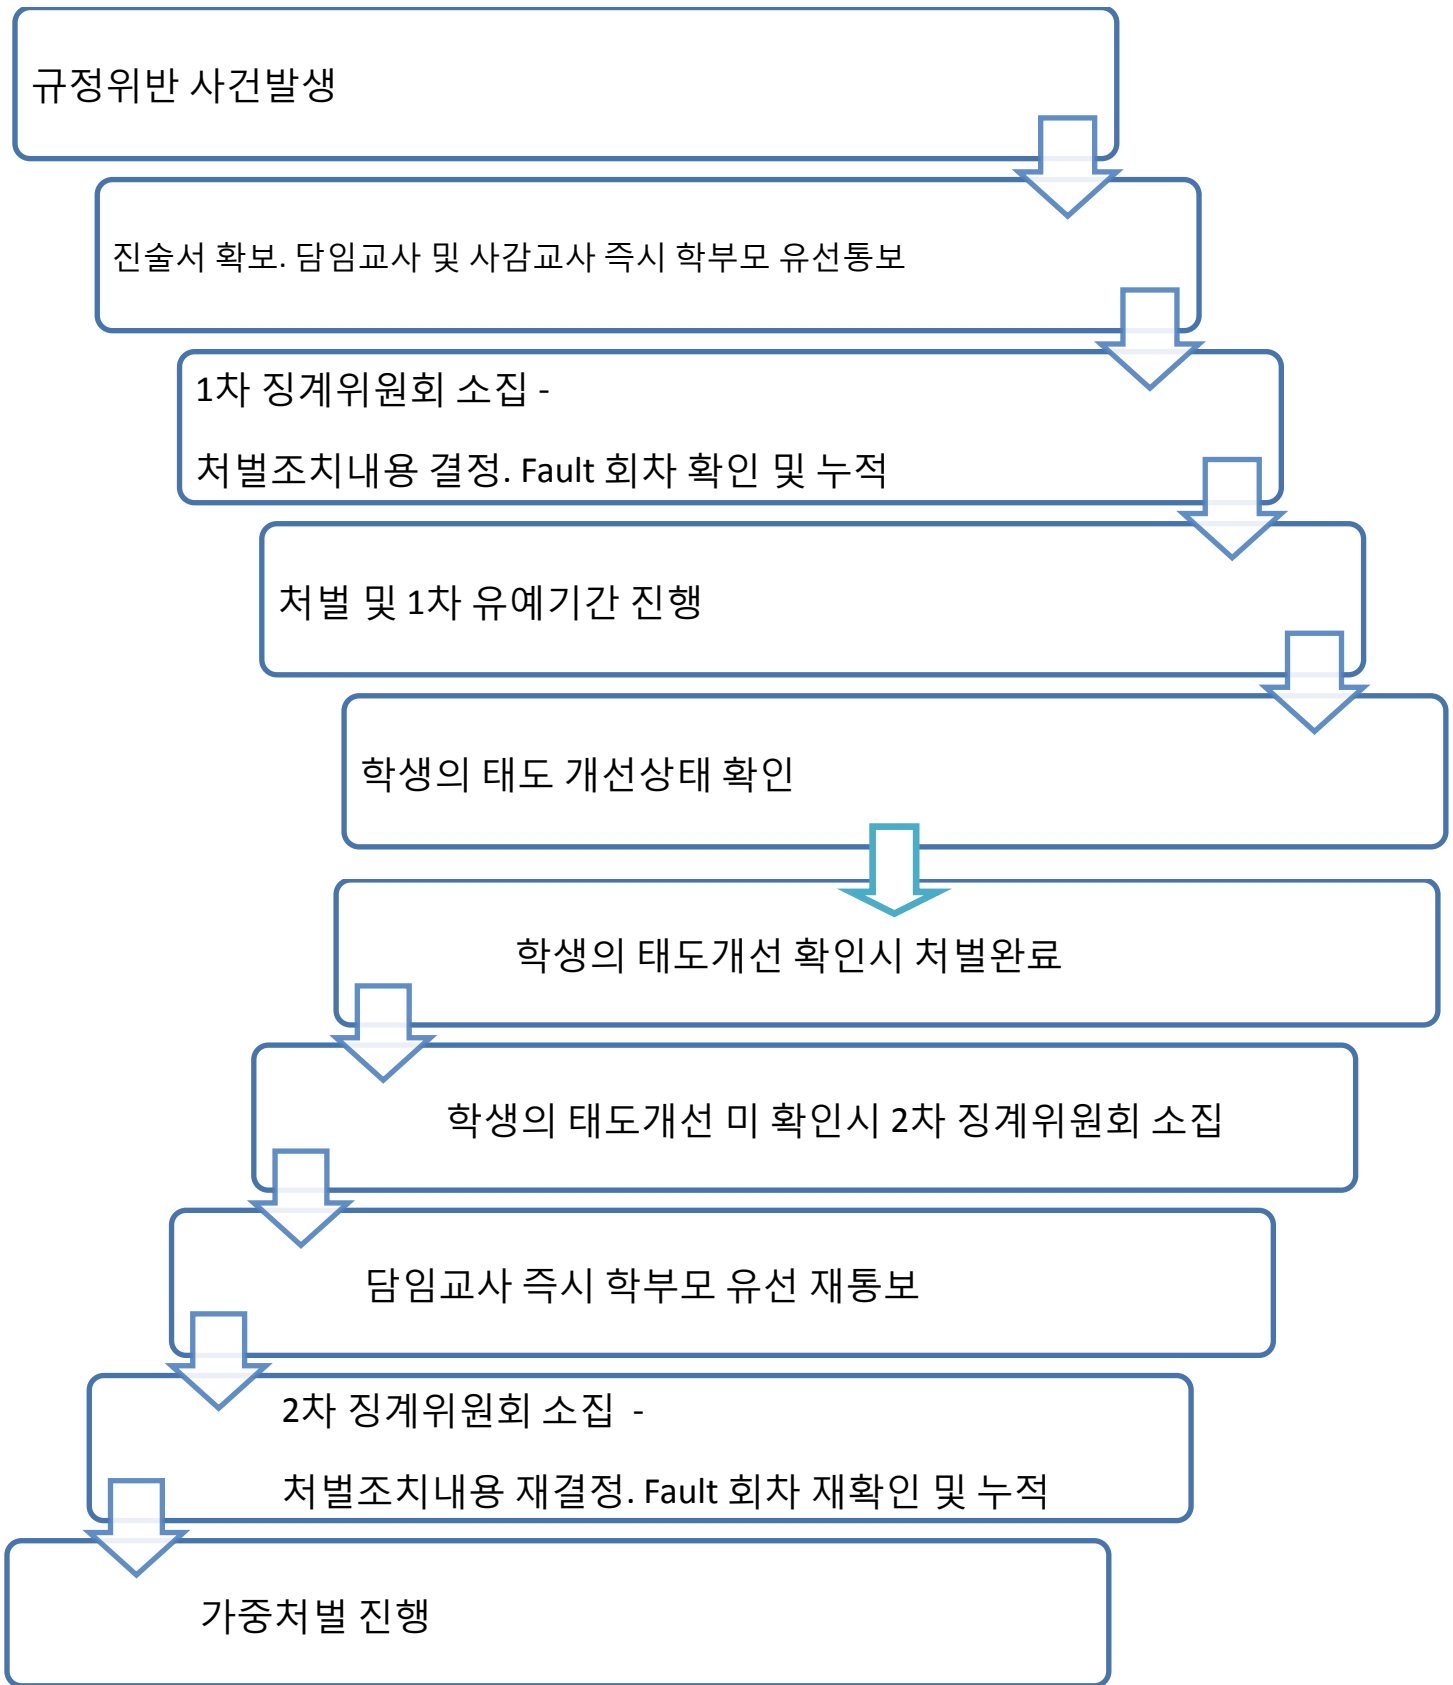 규정위반 사건발생
진술서 확보. 담임교사 및 사감교사 즉시 학부모 유선통보
1차 징계위원회 소집 -
처벌조치내용 결정. Fault 회차 확인 및 누적
처벌 및 1차 유예기간 진행
학생의 태도 개선상태 확인
학생의 태도개선 확인시 처벌완료
학생의 태도개선 미 확인시 2차 징계위원회 소집
담임교사 즉시 학부모 유선 재통보
2차 징계위원회 소집 -
처벌조치내용 재결정. Fault 회차 재확인 및 누적
가중처벌 진행